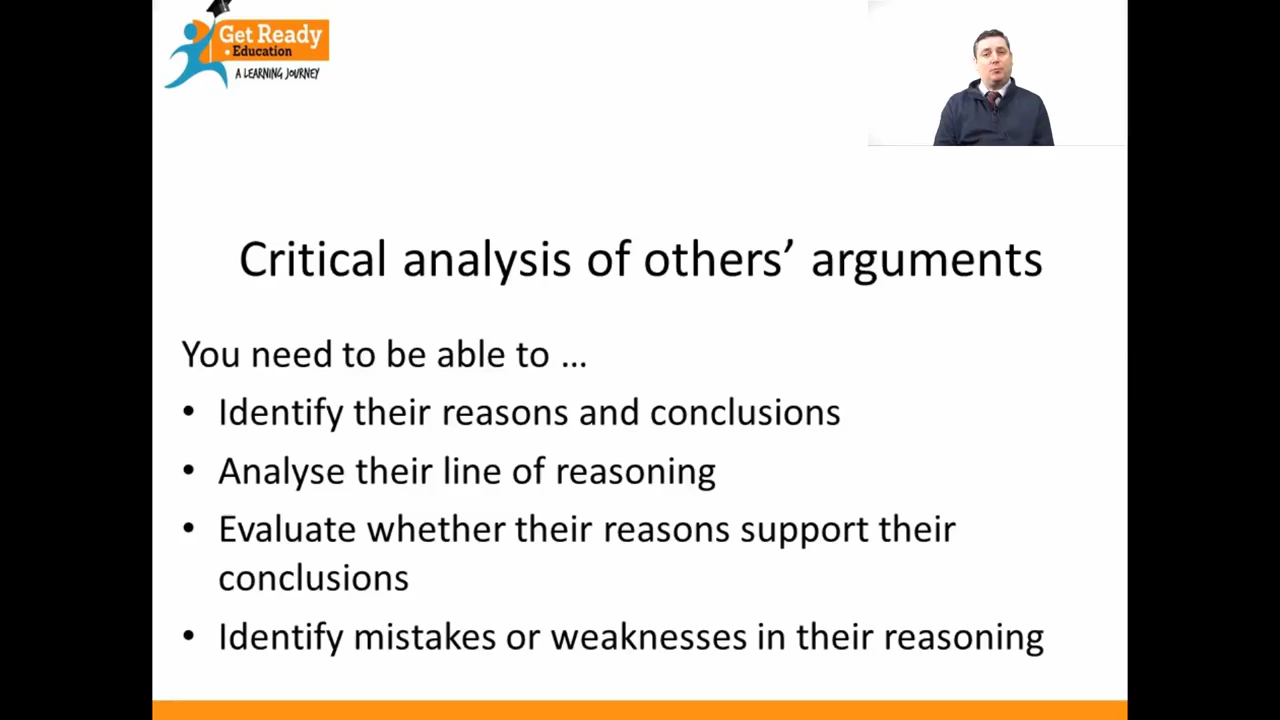 Get Ready
• Education
A LEARNING JOURNEY
Critical analysis of others’ arguments
You need to be able to …
• Identify their reasons and conclusions
• Analyse their line of reasoning
• Evaluate whether their reasons support their
conclusions
• Identify mistakes or weaknesses in their reasoning